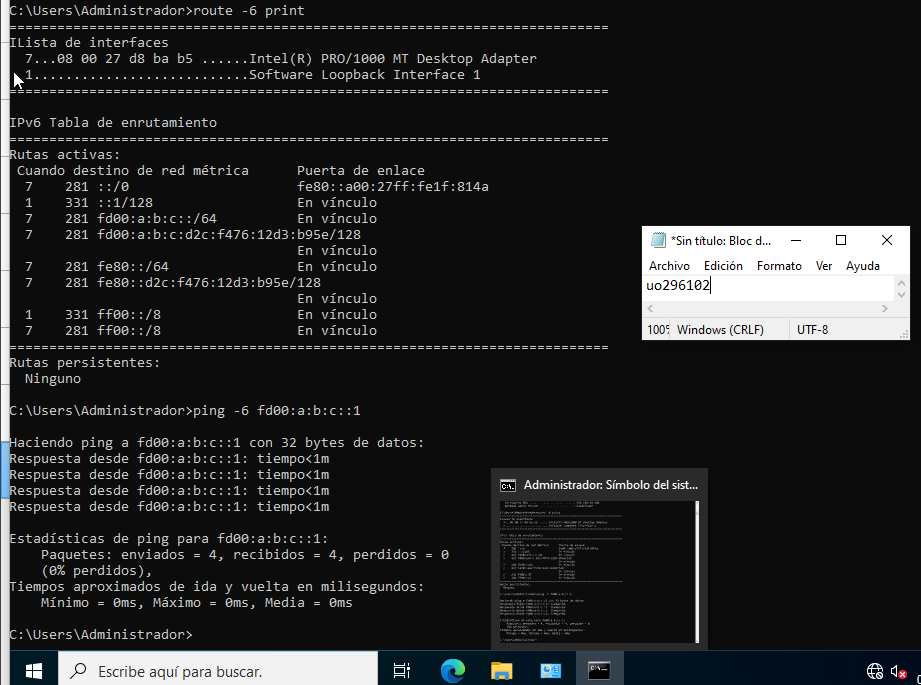 C:\Users\Administrador>route -6 print
===========================================================================
ILista de interfaces
  7...08 00 27 d8 ba b5 ......Intel(R) PRO/1000 MT Desktop Adapter
  1...........................Software Loopback Interface 1
===========================================================================
IPv6 Tabla de enrutamiento
===========================================================================
Rutas activas:
 Cuando destino de red métrica      Puerta de enlace
  7    281 ::/0                     fe80::a00:27ff:fe1f:814a
  1    331 ::1/128                  En vínculo
  7    281 fd00:a:b:c::/64          En vínculo
  7    281 fd00:a:b:c:d2c:f476:12d3:b95e/128
                                    En vínculo
  7    281 fe80::/64                En vínculo
  7    281 fe80::d2c:f476:12d3:b95e/128
                                    En vínculo
  1    331 ff00::/8                 En vínculo
  7    281 ff00::/8                 En vínculo
===========================================================================
Rutas persistentes:
  Ninguno
C:\Users\Administrador>ping -6 fd00:a:b:c::1
Haciendo ping a fd00:a:b:c::1 con 32 bytes de datos:
Respuesta desde fd00:a:b:c::1: tiempo<1m
Respuesta desde fd00:a:b:c::1: tiempo<1m
Respuesta desde fd00:a:b:c::1: tiempo<1m
Respuesta desde fd00:a:b:c::1: tiempo<1m
Estadísticas de ping para fd00:a:b:c::1:
    Paquetes: enviados = 4, recibidos = 4, perdidos = 0
    (0% perdidos),
Tiempos aproximados de ida y vuelta en milisegundos:
    Mínimo = 0ms, Máximo = 0ms, Media = 0ms
C:\Users\Administrador>
*Sin título: Bloc d...
Archivo Edición Formato Ver Ayuda
uo296102
100% Windows (CRLF) UTF-8
Administrador: Símbolo del sist...
Escribe aquí para buscar.